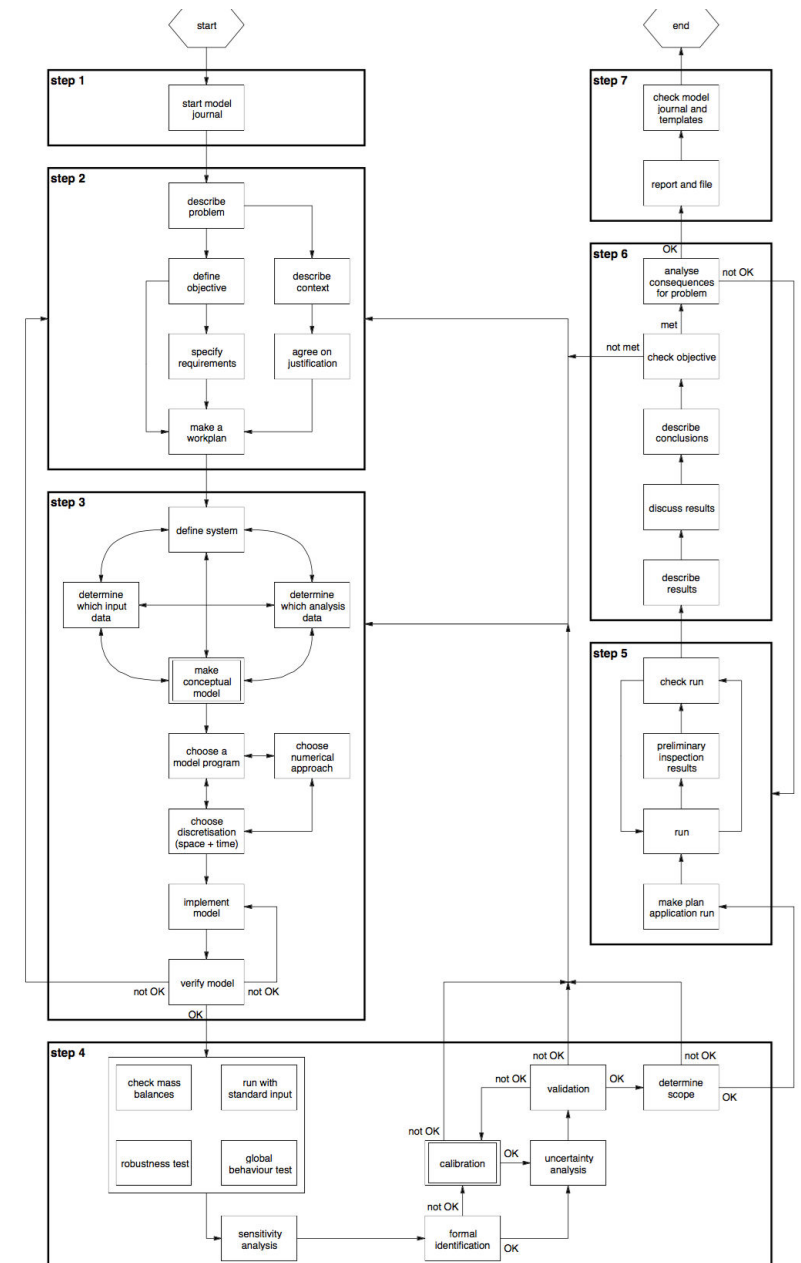 start
step 1
start model
journal
step 2
describe
problem
define
objective
describe
context
specify
requirements
agree on
justification
make a
workplan
step 3
define system
determine
which input
data
determine
which analysis
data
make
conceptual
model
choose a
model program
choose
numerical
approach
choose
discretisation
(space + time)
implement
model
verify model
not OK
not OK
OK
step 4
check mass
balances
run with
standard input
robustness test
global
behaviour test
sensitivity
analysis
formal
identification
not OK
OK
calibration
not OK
OK
uncertainty
analysis
validation
not OK
not OK
OK
determine
scope
not OK
OK
step 5
make plan
application run
run
preliminary
inspection
results
check run
step 6
describe
results
discuss results
describe
conclusions
check objective
not met
met
analyse
consequences
for problem
not OK
OK
step 7
report and file
check model
journal and
templates
end